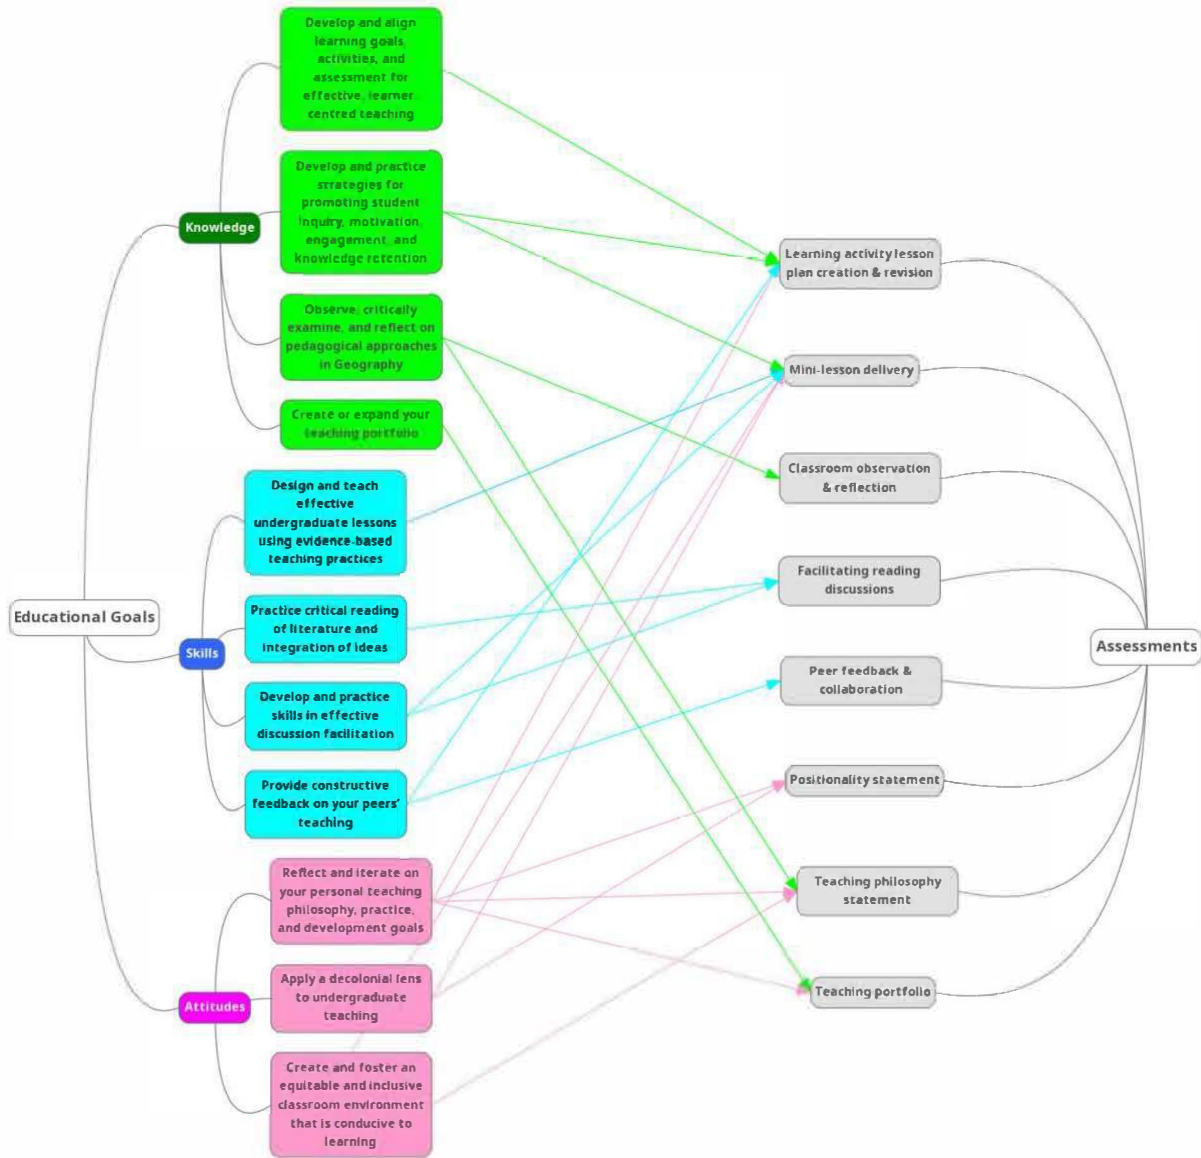 Develop and align
learning goals,
activities, and
assessment for
effective, learner-
centred teaching
Develop and practice
strategies for
promoting student
inquiry, motivation,
engagement, and
knowledge retention
Knowledge
Observe, critically
examine, and reflect on
pedagogical approaches
in Geography
Create or expand your
teaching portfolio
Educational Goals
Skills
Design and teach
effective
undergraduate lessons
using evidence-based
teaching practices
Practice critical reading
of literature and
integration of ideas
Develop and practice
skills in effective
discussion facilitation
Provide constructive
feedback on your peers'
teaching
Attitudes
Reflect and iterate on
your personal teaching
philosophy, practice,
and development goals
Apply a decolonial lens
to undergraduate
teaching
Create and foster an
equitable and inclusive
classroom environment
that is conducive to
learning
Learning activity lesson
plan creation & revision
Mini-lesson delivery
Classroom observation
& reflection
Facilitating reading
discussions
Peer feedback &
collaboration
Positionality statement
Teaching philosophy
statement
Teaching portfolio
Assessments